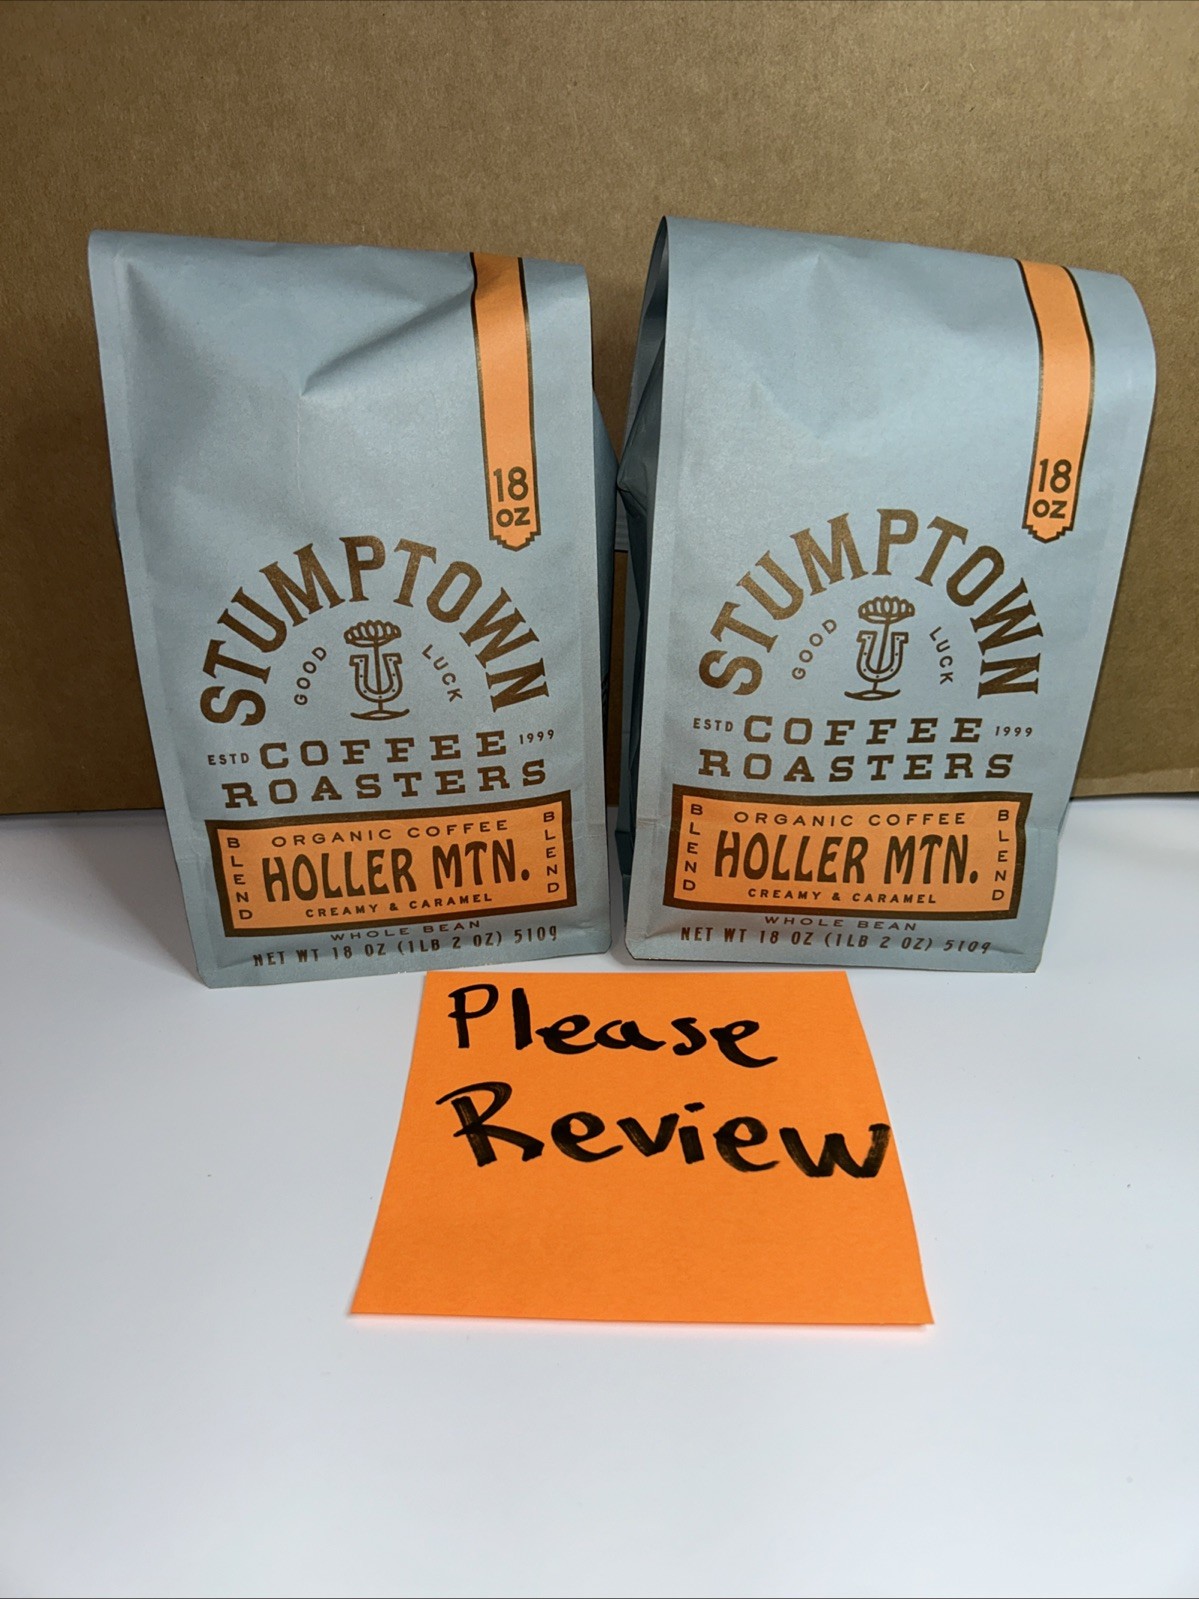 18
OZ
STUMPTOWN
GOOD LUCK
ESTD COFFEE 1999
ROASTERS
BLEND
ORGANIC COFFEE
HOLLER MTN.
CREAMY & CARAMEL
BLEND
WHOLE BEAN
NET WT 18 OZ (1LB 2 OZ) 510g
18
OZ
STUMPTOWN
GOOD LUCK
ESTD COFFEE 1999
ROASTERS
BLEND
ORGANIC COFFEE
HOLLER MTN.
CREAMY & CARAMEL
BLEND
WHOLE BEAN
NET WT 18 OZ (1LB 2 OZ) 510g
Please
Review